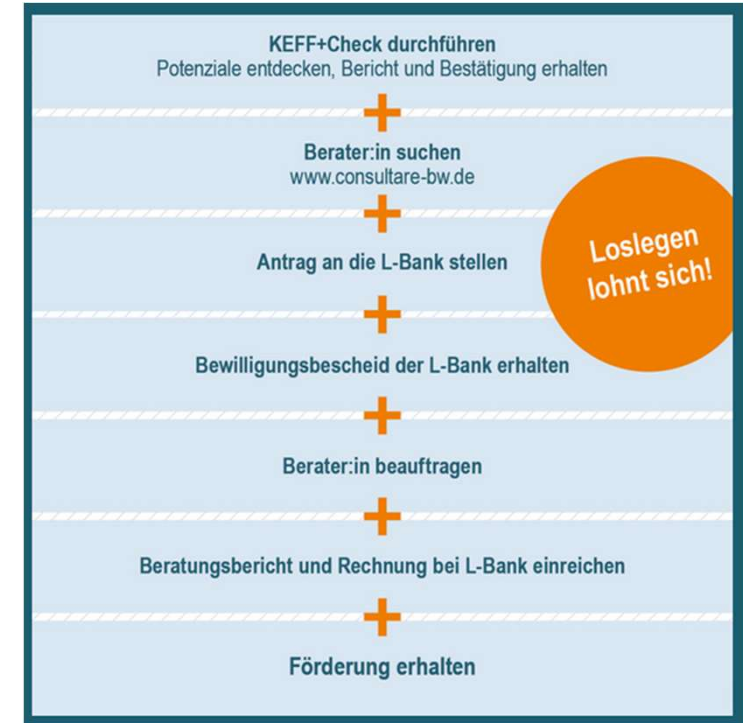 KEFF+Check durchführen
Potenziale entdecken, Bericht und Bestätigung erhalten
Berater:in suchen
www.consultare-bw.de
Loslegen
lohnt sich!
Antrag an die L-Bank stellen
Bewilligungsbescheid der L-Bank erhalten
Berater:in beauftragen
Beratungsbericht und Rechnung bei L-Bank einreichen
Förderung erhalten